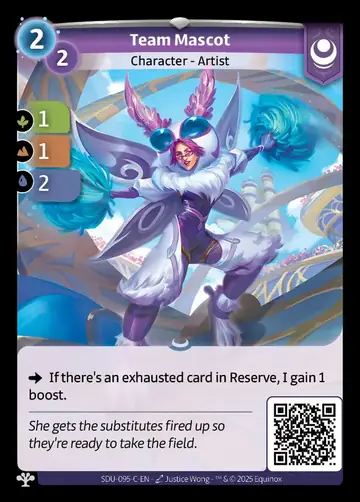 2
Team Mascot
2
Character - Artist
1
1
2
If there's an exhausted card in Reserve, I gain 1
boost.
She gets the substitutes fired up so
they're ready to take the field.
SDU-095-C-EN - Justice Wong - ™ & © 2025 Equinox